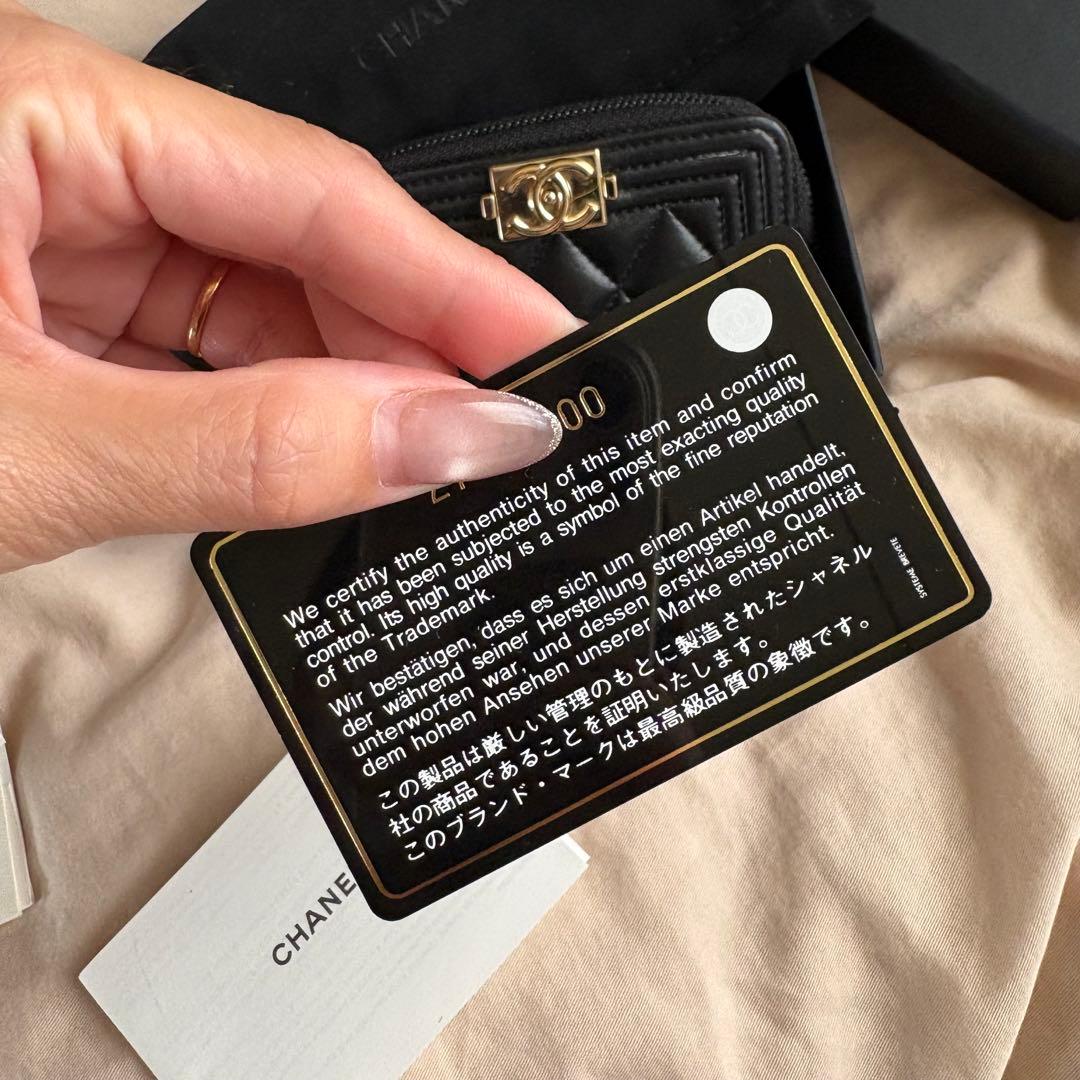 CHANEL
00
We certify the authenticity of this item and confirm
that it has been subjected to the most exacting quality
control. Its high quality is a symbol of the fine reputation
of the Trademark.
Wir bestätigen, dass es sich um einen Artikel handelt,
der während seiner Herstellung strengsten Kontrollen
unterworfen war, und dessen erstklassige Qualität
dem hohen Ansehen unserer Marke entspricht.
この製品は厳しい管理のもとに製造されたシャネル
社の商品であることを証明いたします。
このブランド・マークは最高級品質の象徴です。
SYSTEME BREVETE
CHANE